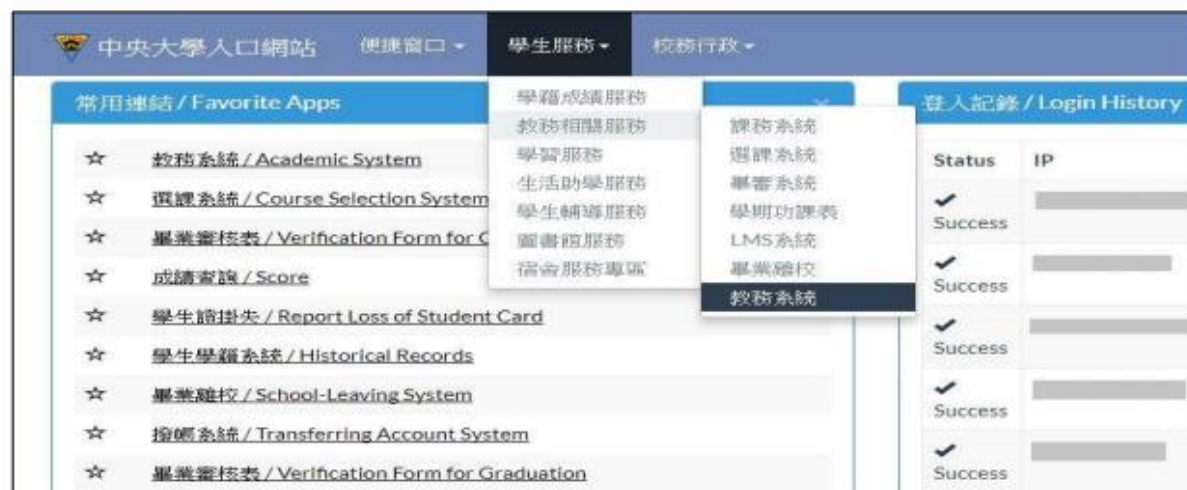 中央大學入口網站 便捷窗口 學生服務 校務行政
常用連結 / Favorite Apps
☆ 教務系統 / Academic System
☆ 選課系統 / Course Selection System
☆ 畢業審核表 / Verification Form for C
☆ 成績查詢 / Score
☆ 學生證掛失 / Report Loss of Student Card
☆ 學生學籍系統 / Historical Records
☆ 畢業離校 / School-Leaving System
☆ 撥帳系統 / Transferring Account System
☆ 畢業審核表 / Verification Form for Graduation
學籍成績服務
教務相關服務
學習服務
生活助學服務
學生輔導服務
圖書館服務
宿舍服務專區
課務系統
選課系統
畢審系統
學期功課表
LMS系統
畢業離校
教務系統
登入記錄 / Login History
Status IP
Success
Success
Success
Success
Success